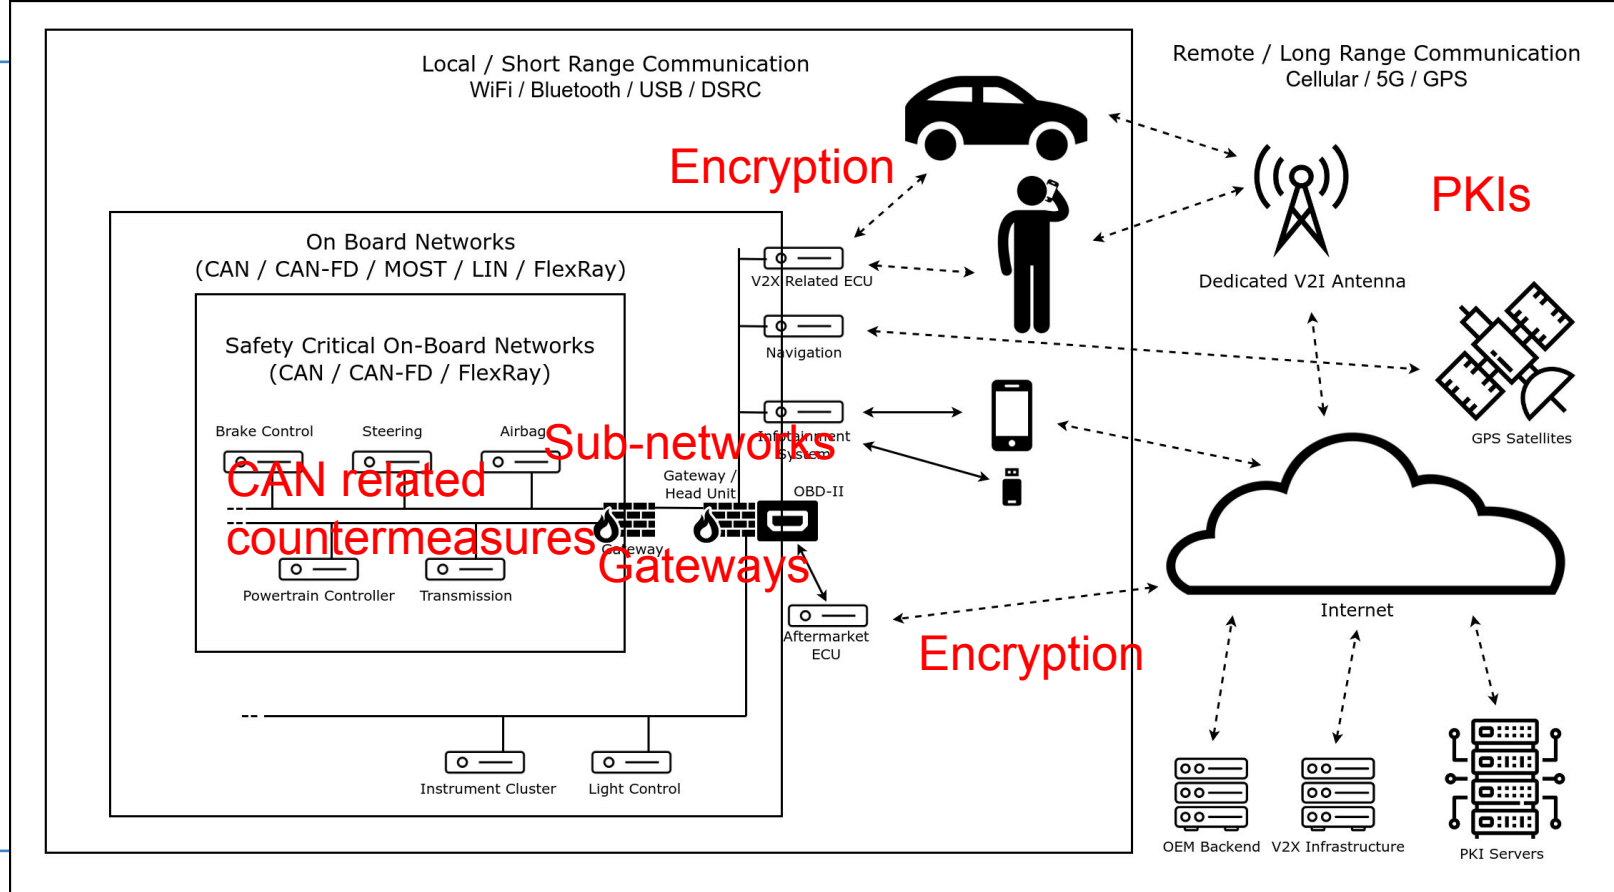 Local / Short Range Communication
WiFi / Bluetooth / USB / DSRC
Remote / Long Range Communication
Cellular / 5G / GPS
Encryption
PKIs
On Board Networks
(CAN / CAN-FD / MOST / LIN / FlexRay)
V2X Related ECU
Dedicated V2I Antenna
Safety Critical On-Board Networks
(CAN / CAN-FD / FlexRay)
Navigation
Brake Control
Steering
Airbag
Sub-networks
Infotainment
System
GPS Satellites
CAN related
countermeasures
Gateway /
Head Unit
OBD-II
Gateway
Gateways
Powertrain Controller
Transmission
Aftermarket
ECU
Encryption
Internet
Instrument Cluster
Light Control
OEM Backend
V2X Infrastructure
PKI Servers